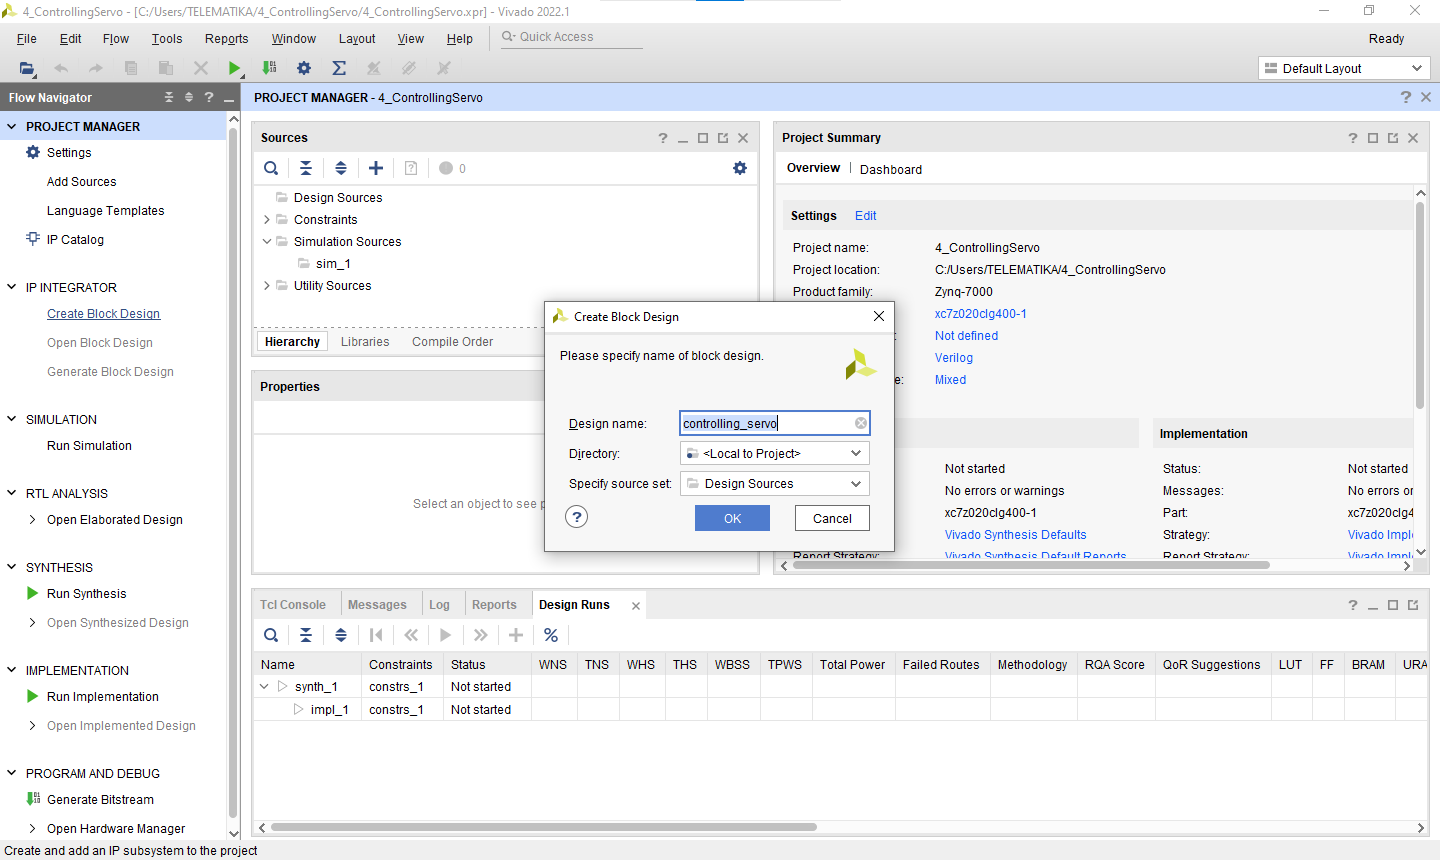 4_ControllingServo - [C:/Users/TELEMATIKA/4_ControllingServo/4_ControllingServo.xpr] - Vivado 2022.1
File Edit Flow Tools Reports Window Layout View Help Quick Access Ready
Default Layout
Flow Navigator
PROJECT MANAGER
Settings
Add Sources
Language Templates
IP Catalog
IP INTEGRATOR
Create Block Design
Open Block Design
Generate Block Design
SIMULATION
Run Simulation
RTL ANALYSIS
Open Elaborated Design
SYNTHESIS
Run Synthesis
Open Synthesized Design
IMPLEMENTATION
Run Implementation
Open Implemented Design
PROGRAM AND DEBUG
Generate Bitstream
Open Hardware Manager
PROJECT MANAGER - 4_ControllingServo
Sources
0
Design Sources
Constraints
Simulation Sources
sim_1
Utility Sources
Hierarchy Libraries Compile Order
Properties
Select an object to see p
Project Summary
Overview Dashboard
Settings Edit
Project name: 4_ControllingServo
Project location: C:/Users/TELEMATIKA/4_ControllingServo
Product family: Zynq-7000
xc7z020clg400-1
Not defined
Verilog
e: Mixed
Implementation
Not started
No errors or warnings
xc7z020clg400-1
Vivado Synthesis Defaults
Report Strategy: Vivado Synthesis Default Reports
Status: Not started
Messages: No errors or
Part: xc7z020clg4
Strategy: Vivado Imple
Report Strategy: Vivado Imple
Create Block Design
Please specify name of block design.
Design name: controlling_servo
Directory: <Local to Project>
Specify source set: Design Sources
? OK Cancel
Tcl Console Messages Log Reports Design Runs
Name Constraints Status WNS TNS WHS THS WBSS TPWS Total Power Failed Routes Methodology RQA Score QoR Suggestions LUT FF BRAM URA
synth_1 constrs_1 Not started
impl_1 constrs_1 Not started
Create and add an IP subsystem to the project